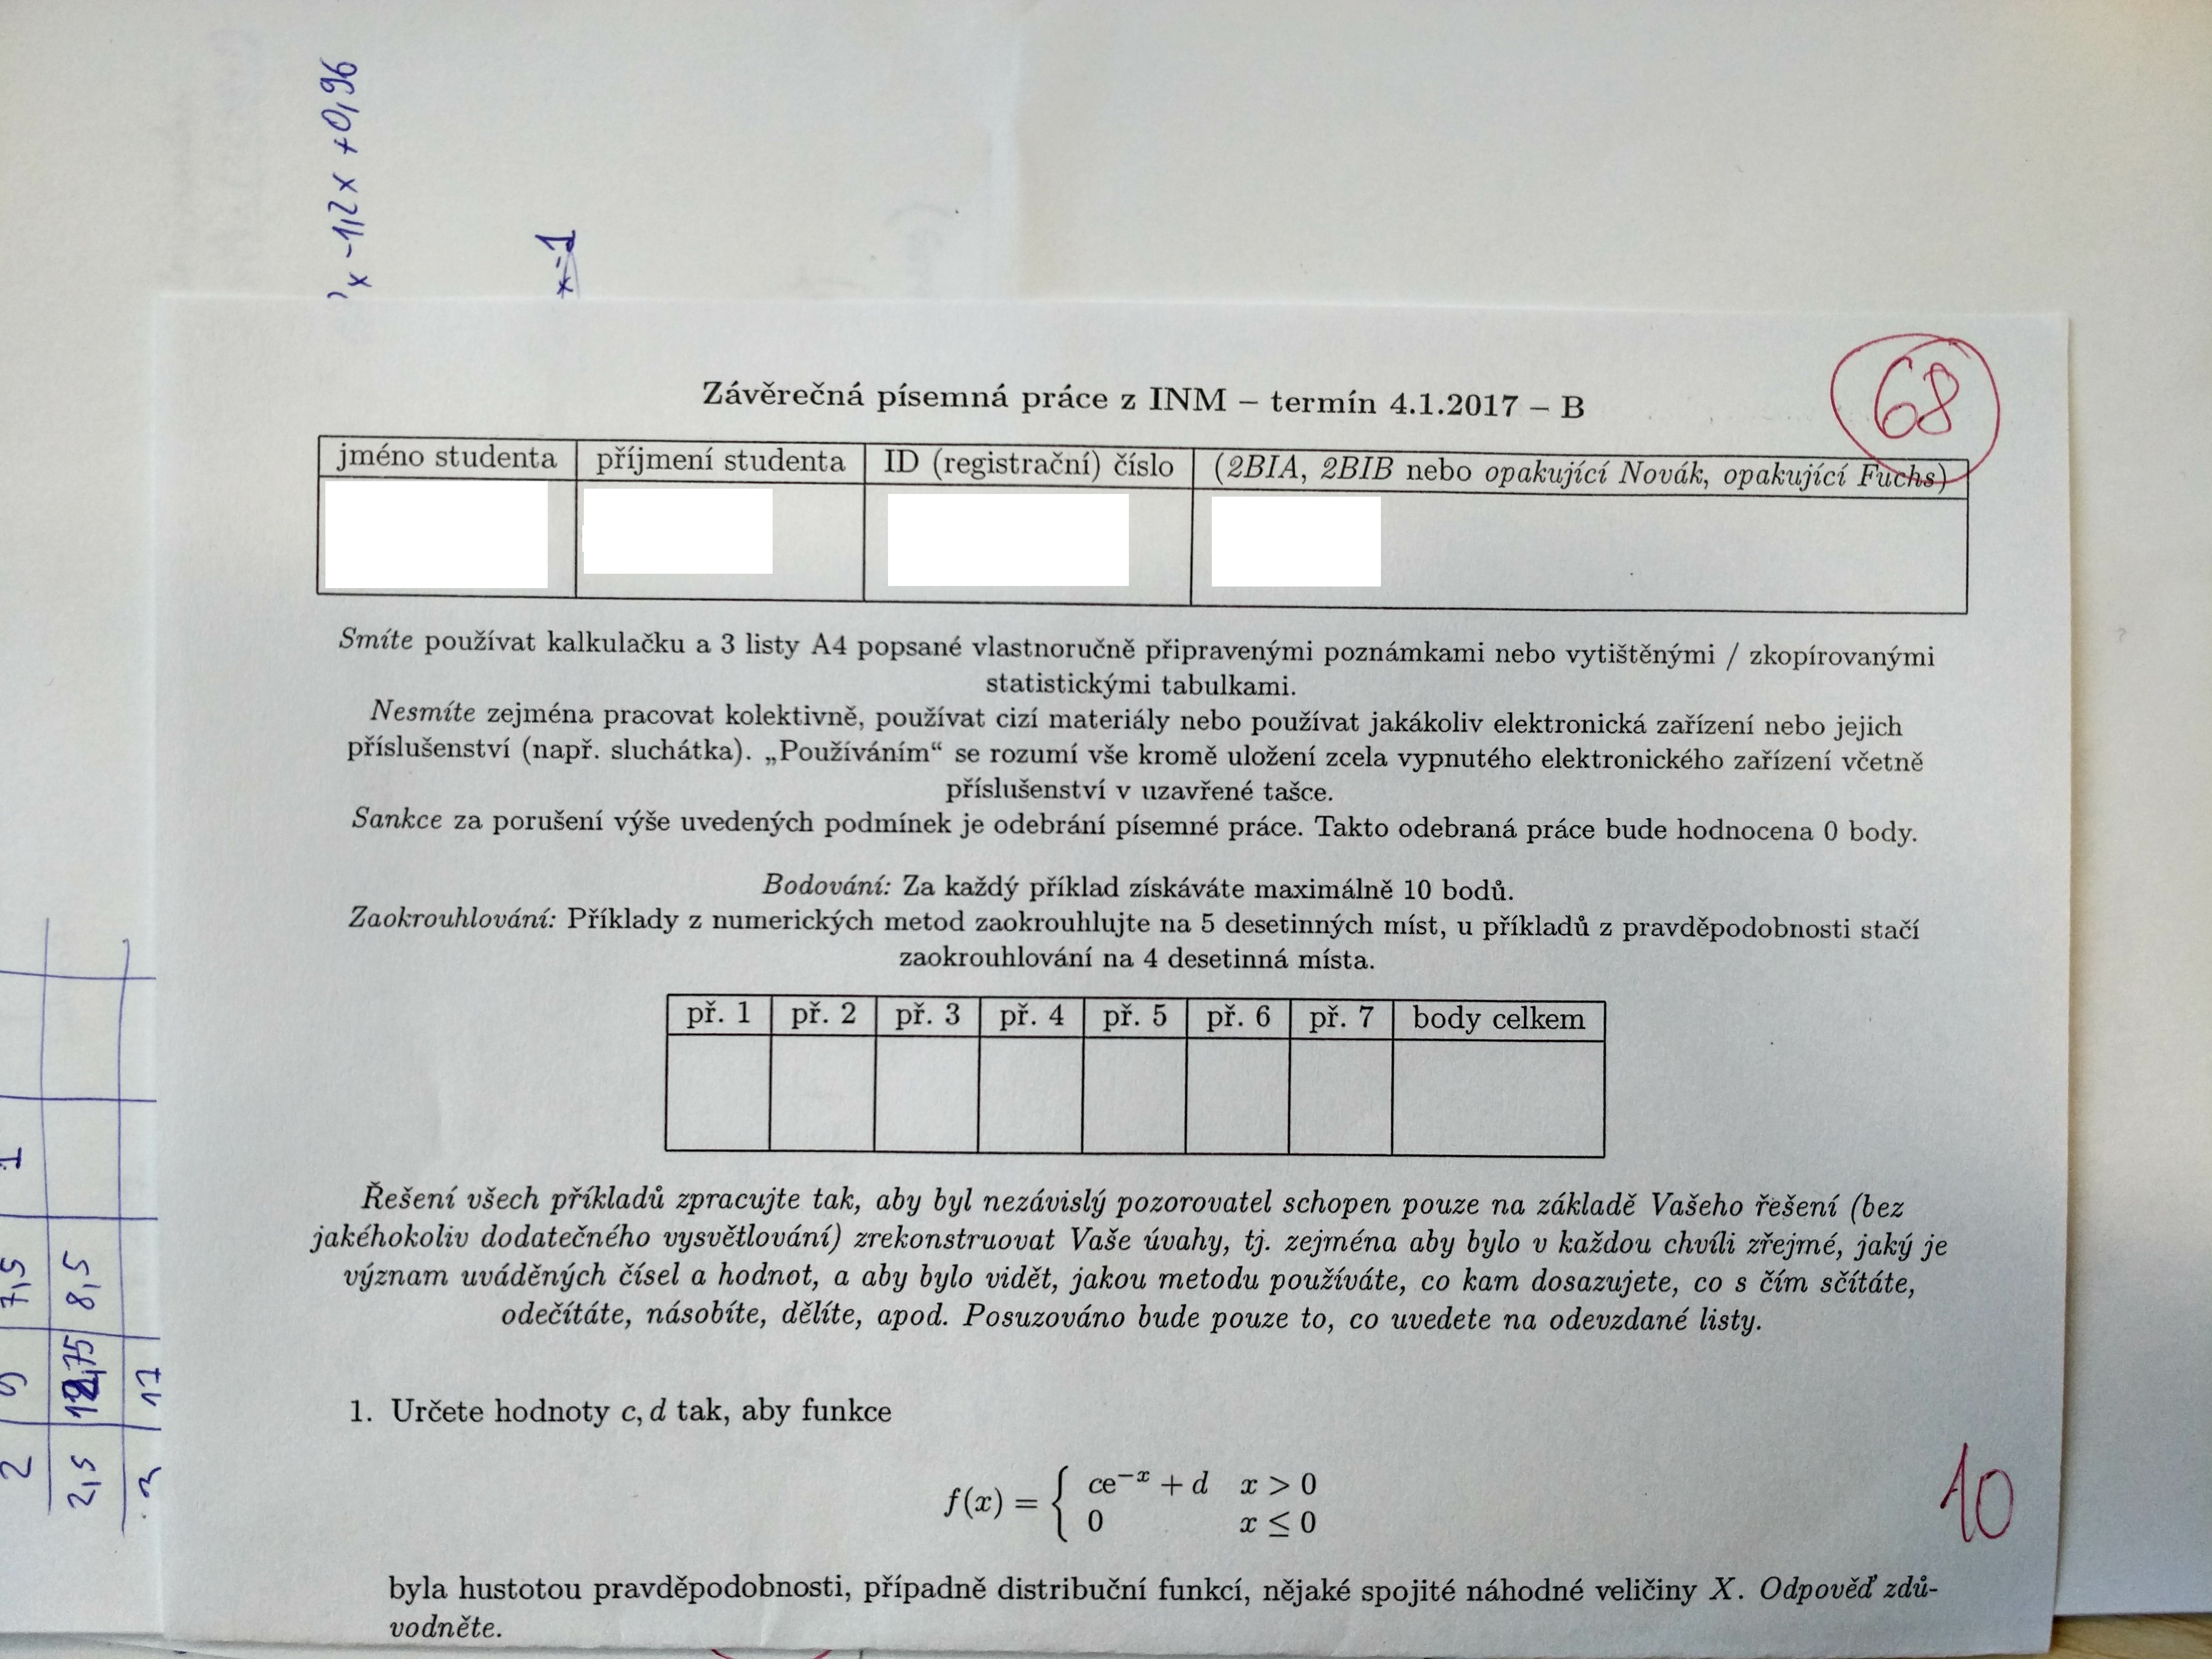 x -1,2x +0,96
x-1
68
Závěrečná písemná práce z INM – termín 4.1.2017 – B
jméno studenta příjmení studenta ID (registrační) číslo (2BIA, 2BIB nebo opakující Novák, opakující Fuchs)
Smíte používat kalkulačku a 3 listy A4 popsané vlastnoručně připravenými poznámkami nebo vytištěnými / zkopírovanými
statistickými tabulkami.
Nesmíte zejména pracovat kolektivně, používat cizí materiály nebo používat jakákoliv elektronická zařízení nebo jejich
příslušenství (např. sluchátka). „Používáním“ se rozumí vše kromě uložení zcela vypnutého elektronického zařízení včetně
příslušenství v uzavřené tašce.
Sankce za porušení výše uvedených podmínek je odebrání písemné práce. Takto odebraná práce bude hodnocena 0 body.
Bodování: Za každý příklad získáváte maximálně 10 bodů.
Zaokrouhlování: Příklady z numerických metod zaokrouhlujte na 5 desetinných míst, u příkladů z pravděpodobnosti stačí
zaokrouhlování na 4 desetinná místa.
př. 1 př. 2 př. 3 př. 4 př. 5 př. 6 př. 7 body celkem
Řešení všech příkladů zpracujte tak, aby byl nezávislý pozorovatel schopen pouze na základě Vašeho řešení (bez
jakéhokoliv dodatečného vysvětlování) zrekonstruovat Vaše úvahy, tj. zejména aby bylo v každou chvíli zřejmé, jaký je
význam uváděných čísel a hodnot, a aby bylo vidět, jakou metodu používáte, co kam dosazujete, co s čím sčítáte,
odečítáte, násobíte, dělíte, apod. Posuzováno bude pouze to, co uvedete na odevzdané listy.
2 9 7,5 1
2,5 12,75 8,5
3 17
1. Určete hodnoty c, d tak, aby funkce
f(x) = { ce⁻ˣ + d x > 0
0 x ≤ 0
10
byla hustotou pravděpodobnosti, případně distribuční funkcí, nějaké spojité náhodné veličiny X. Odpověď zdů-
vodněte.